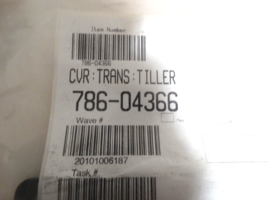 Item Number
786-04366
CVR:TRANS:TILLER
786-04366
Wave #
20101006187
Task #